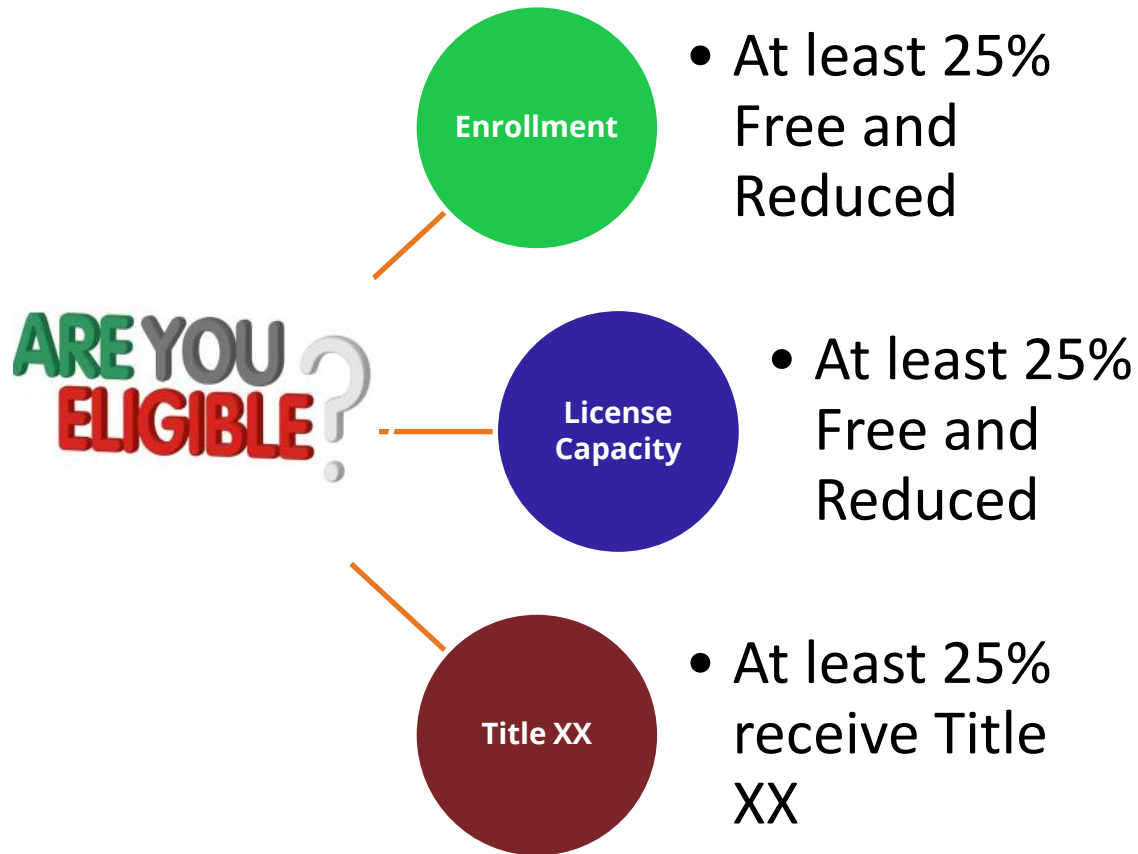 ARE YOU
ELIGIBLE ?
Enrollment
• At least 25%
Free and
Reduced
License
Capacity
• At least 25%
Free and
Reduced
Title XX
• At least 25%
receive Title
XX